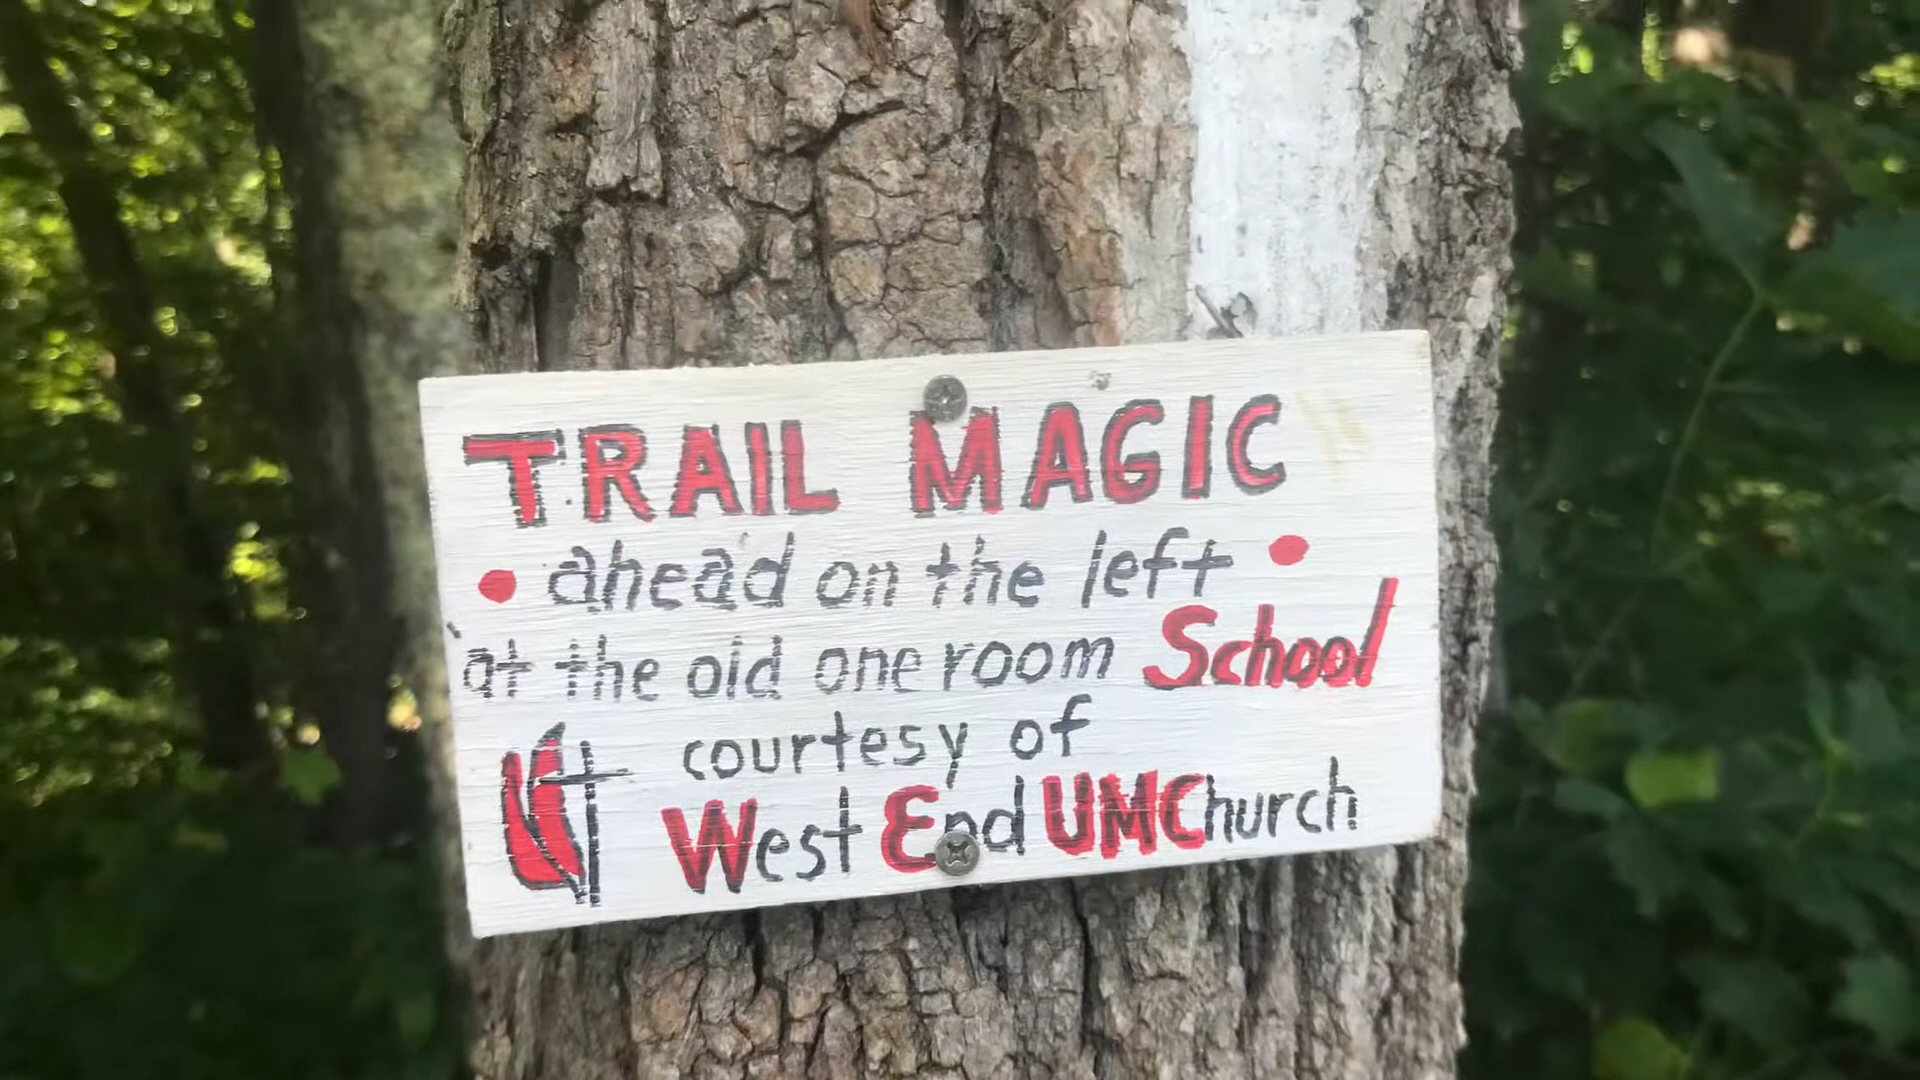 TRAIL MAGIC
• ahead on the left •
at the old one room School
courtesy of
West End UMChurch